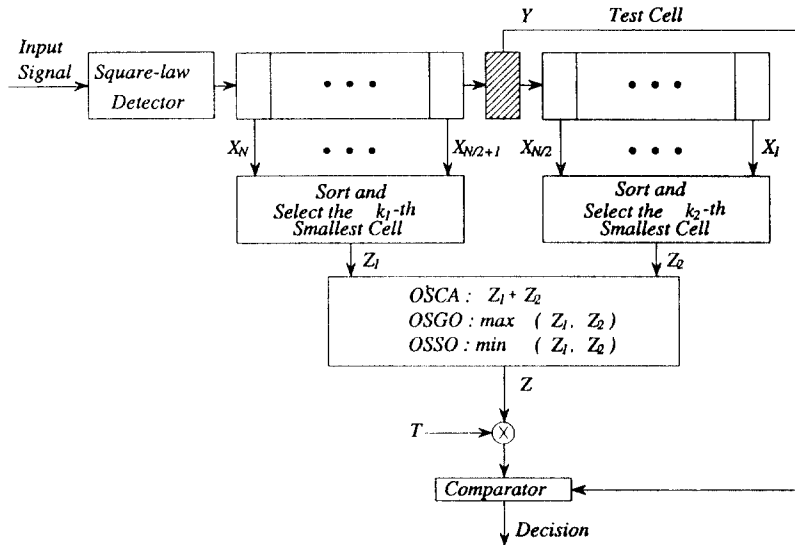 Y Test Cell
Input
Signal
Square-law
Detector
X_N X_{N/2+1} X_{N/2} X_1
Sort and
Select the k_1-th
Smallest Cell
Sort and
Select the k_2-th
Smallest Cell
Z_1 Z_2
OSCA : Z_1 + Z_2
OSGO : max ( Z_1, Z_2 )
OSSO : min ( Z_1, Z_2 )
Z
T
X
Comparator
Decision